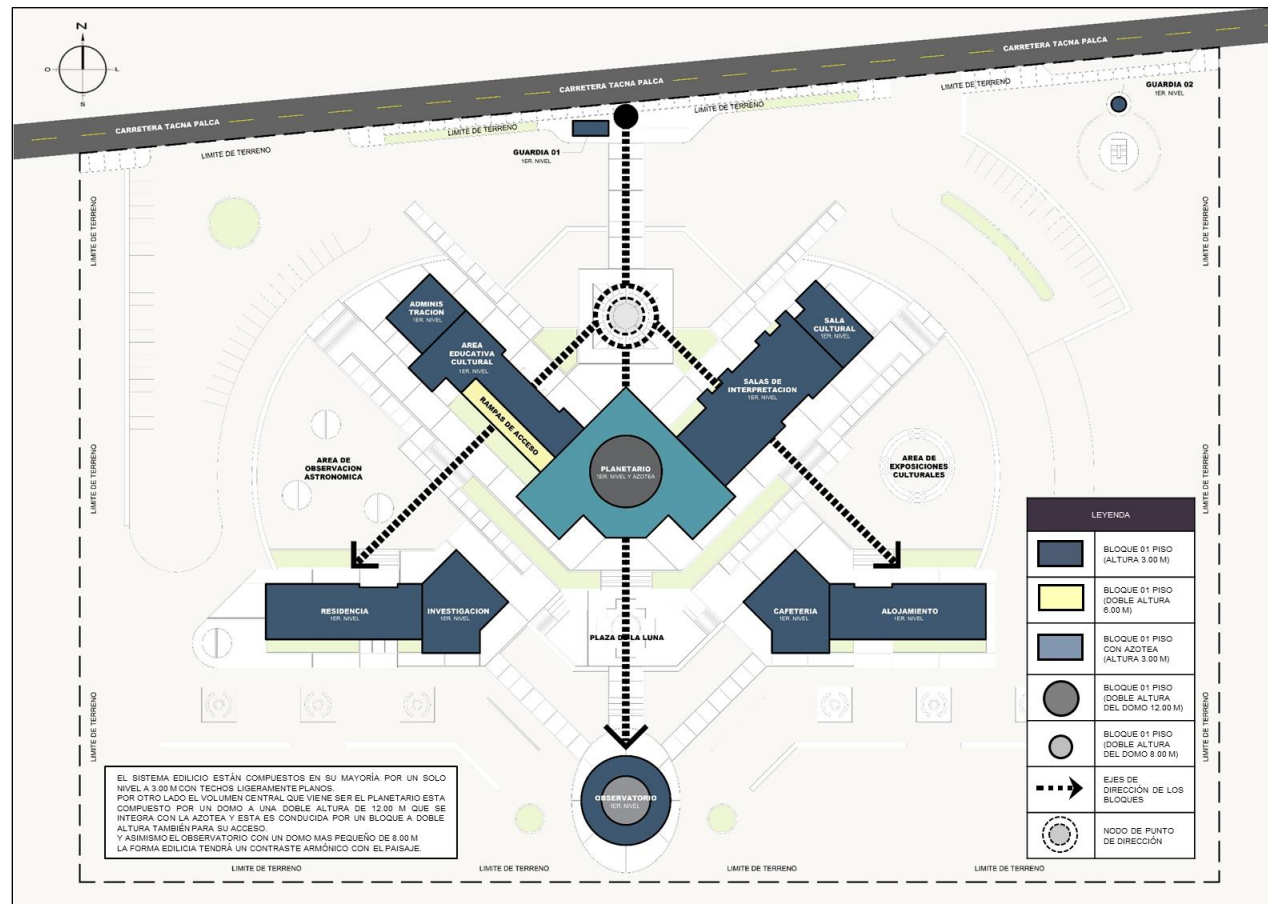 N
O
L
S
CARRETERA TACNA PALCA
CARRETERA TACNA PALCA
CARRETERA TACNA PALCA
LIMITE DE TERRENO
LIMITE DE TERRENO
LIMITE DE TERRENO
LIMITE DE TERRENO
GUARDIA 02
1ER. NIVEL
GUARDIA 01
1ER. NIVEL
LIMITE DE TERRENO
LIMITE DE TERRENO
LIMITE DE TERRENO
LIMITE DE TERRENO
LIMITE DE TERRENO
LIMITE DE TERRENO
ADMINIS
TRACION
1ER. NIVEL
AREA
EDUCATIVA
CULTURAL
1ER. NIVEL
RAMPAS DE ACCESO
SALA
CULTURAL
1ER. NIVEL
SALAS DE
INTERPRETACION
1ER. NIVEL
PLANETARIO
1ER. NIVEL Y AZOTEA
AREA DE
OBSERVACION
ASTRONOMICA
AREA DE
EXPOSICIONES
CULTURALES
RESIDENCIA
1ER. NIVEL
INVESTIGACION
1ER. NIVEL
PLAZA DE LA LUNA
CAFETERIA
1ER. NIVEL
ALOJAMIENTO
1ER. NIVEL
OBSERVATORIO
1ER. NIVEL
LEYENDA
BLOQUE 01 PISO
(ALTURA 3.00 M)
BLOQUE 01 PISO
(DOBLE ALTURA
6.00 M)
BLOQUE 01 PISO
CON AZOTEA
(ALTURA 3.00 M)
BLOQUE 01 PISO
(DOBLE ALTURA
DEL DOMO 12.00 M)
BLOQUE 01 PISO
(DOBLE ALTURA
DEL DOMO 8.00 M)
EJES DE
DIRECCIÓN DE LOS
BLOQUES
NODO DE PUNTO
DE DIRECCIÓN
EL SISTEMA EDILICIO ESTÁN COMPUESTOS EN SU MAYORÍA POR UN SOLO
NIVEL A 3.00 M CON TECHOS LIGERAMENTE PLANOS.
POR OTRO LADO EL VOLUMEN CENTRAL QUE VIENE SER EL PLANETARIO ESTA
COMPUESTO POR UN DOMO A UNA DOBLE ALTURA DE 12.00 M QUE SE
INTEGRA CON LA AZOTEA Y ESTA ES CONDUCIDA POR UN BLOQUE A DOBLE
ALTURA TAMBIÉN PARA SU ACCESO.
Y ASIMISMO EL OBSERVATORIO CON UN DOMO MAS PEQUEÑO DE 8.00 M
LA FORMA EDILICIA TENDRÁ UN CONTRASTE ARMÓNICO CON EL PAISAJE.
LIMITE DE TERRENO
LIMITE DE TERRENO
LIMITE DE TERRENO
LIMITE DE TERRENO